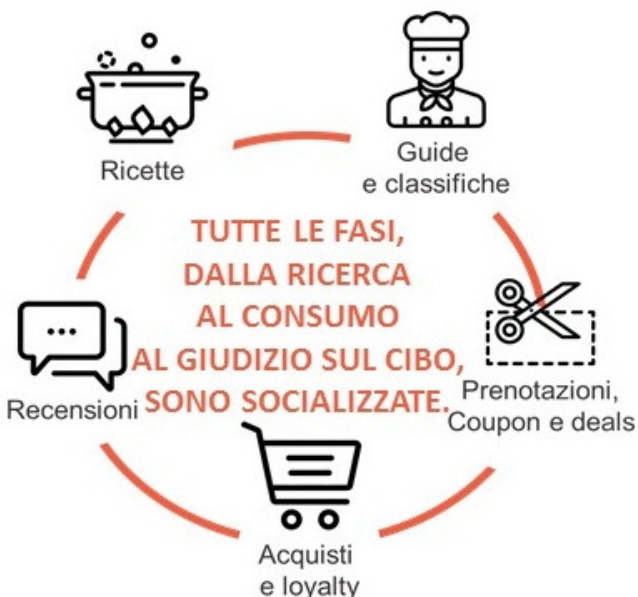 Ricette
Guide
e classifiche
TUTTE LE FASI,
DALLA RICERCA
AL CONSUMO
AL GIUDIZIO SUL CIBO,
SONO SOCIALIZZATE.
Recensioni
Prenotazioni,
Coupon e deals
Acquisti
e loyalty